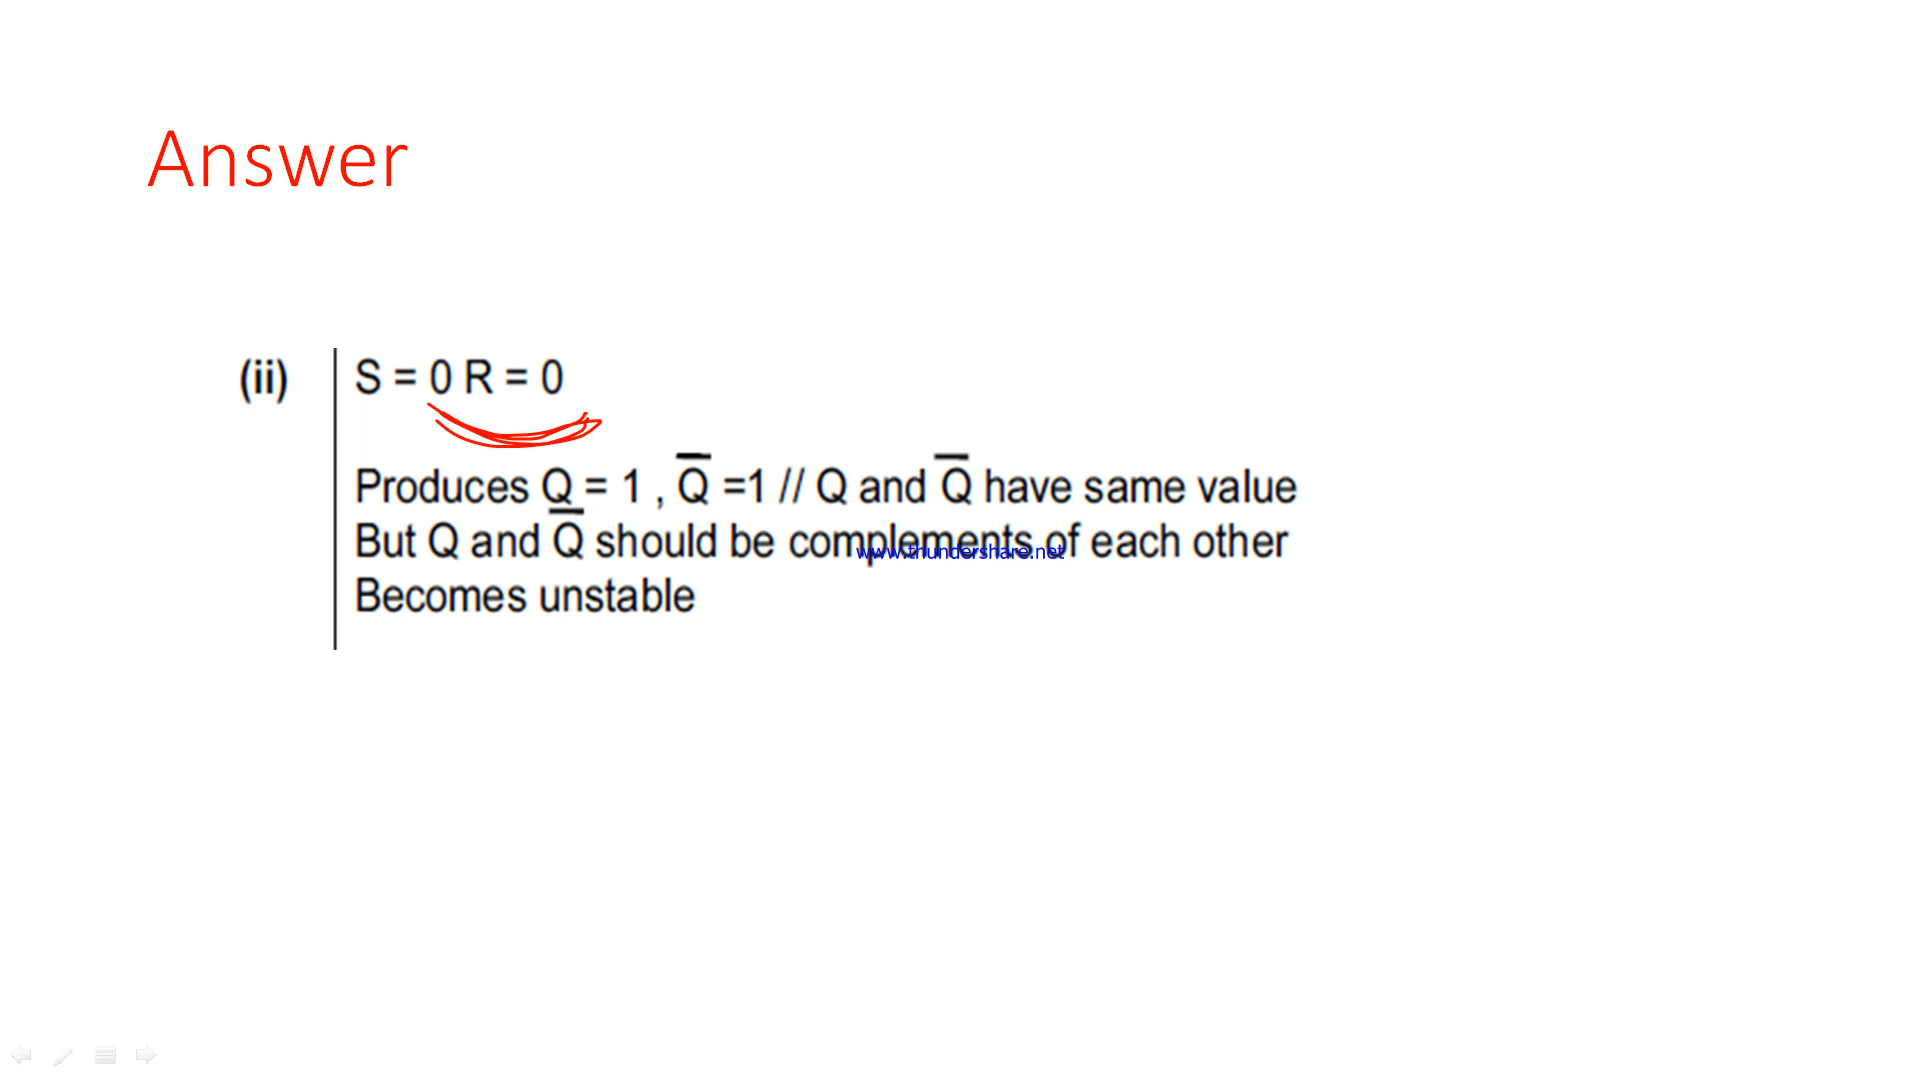 Answer
(ii) S = 0 R = 0
Produces Q = 1 , Q̅ =1 // Q and Q̅ have same value
But Q and Q̅ should be complements of each other
www.thundershare.net
Becomes unstable